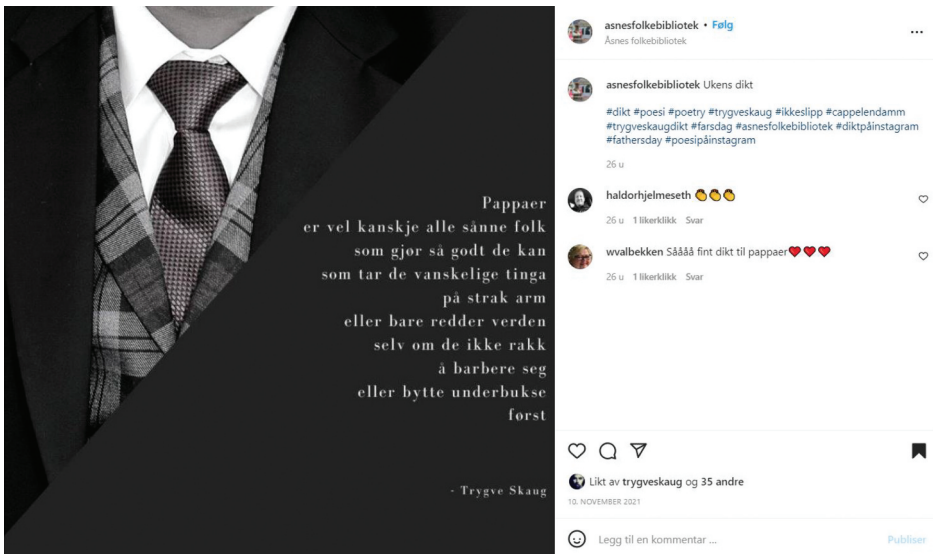 Pappaer
er vel kanskje alle sånne folk
som gjør så godt de kan
som tar de vanskelige tinga
på strak arm
eller bare redder verden
selv om de ikke rakk
å barbere seg
eller bytte underbukse
først
- Trygve Skaug
asnesfolkebibliotek • Følg
Åsnes folkebibliotek
asnesfolkebibliotek Ukens dikt
#dikt #poesi #poetry #trygveskaug #ikkeslipp #cappelendamm
#trygveskaugdikt #farsdag #asnesfolkebibliotek #diktpåinstagram
#fathersday #poesipåinstagram
26 u
haldorhjelmeseth 👏👏👏
26 u 1 likerklikk Svar
wvalbekken Såååå fint dikt til pappaer❤️❤️❤️
26 u 1 likerklikk Svar
Likt av trygveskaug og 35 andre
10. NOVEMBER 2021
Legg til en kommentar ...
Publiser